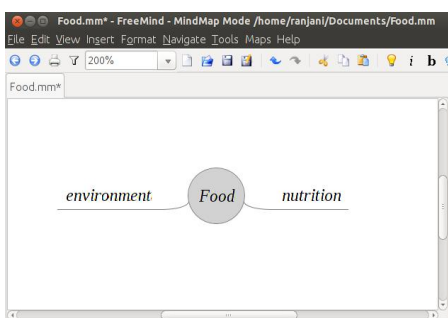 Food.mm* - FreeMind - MindMap Mode /home/ranjani/Documents/Food.mm
File Edit View Insert Format Navigate Tools Maps Help
200% i b
Food.mm*
environment Food nutrition